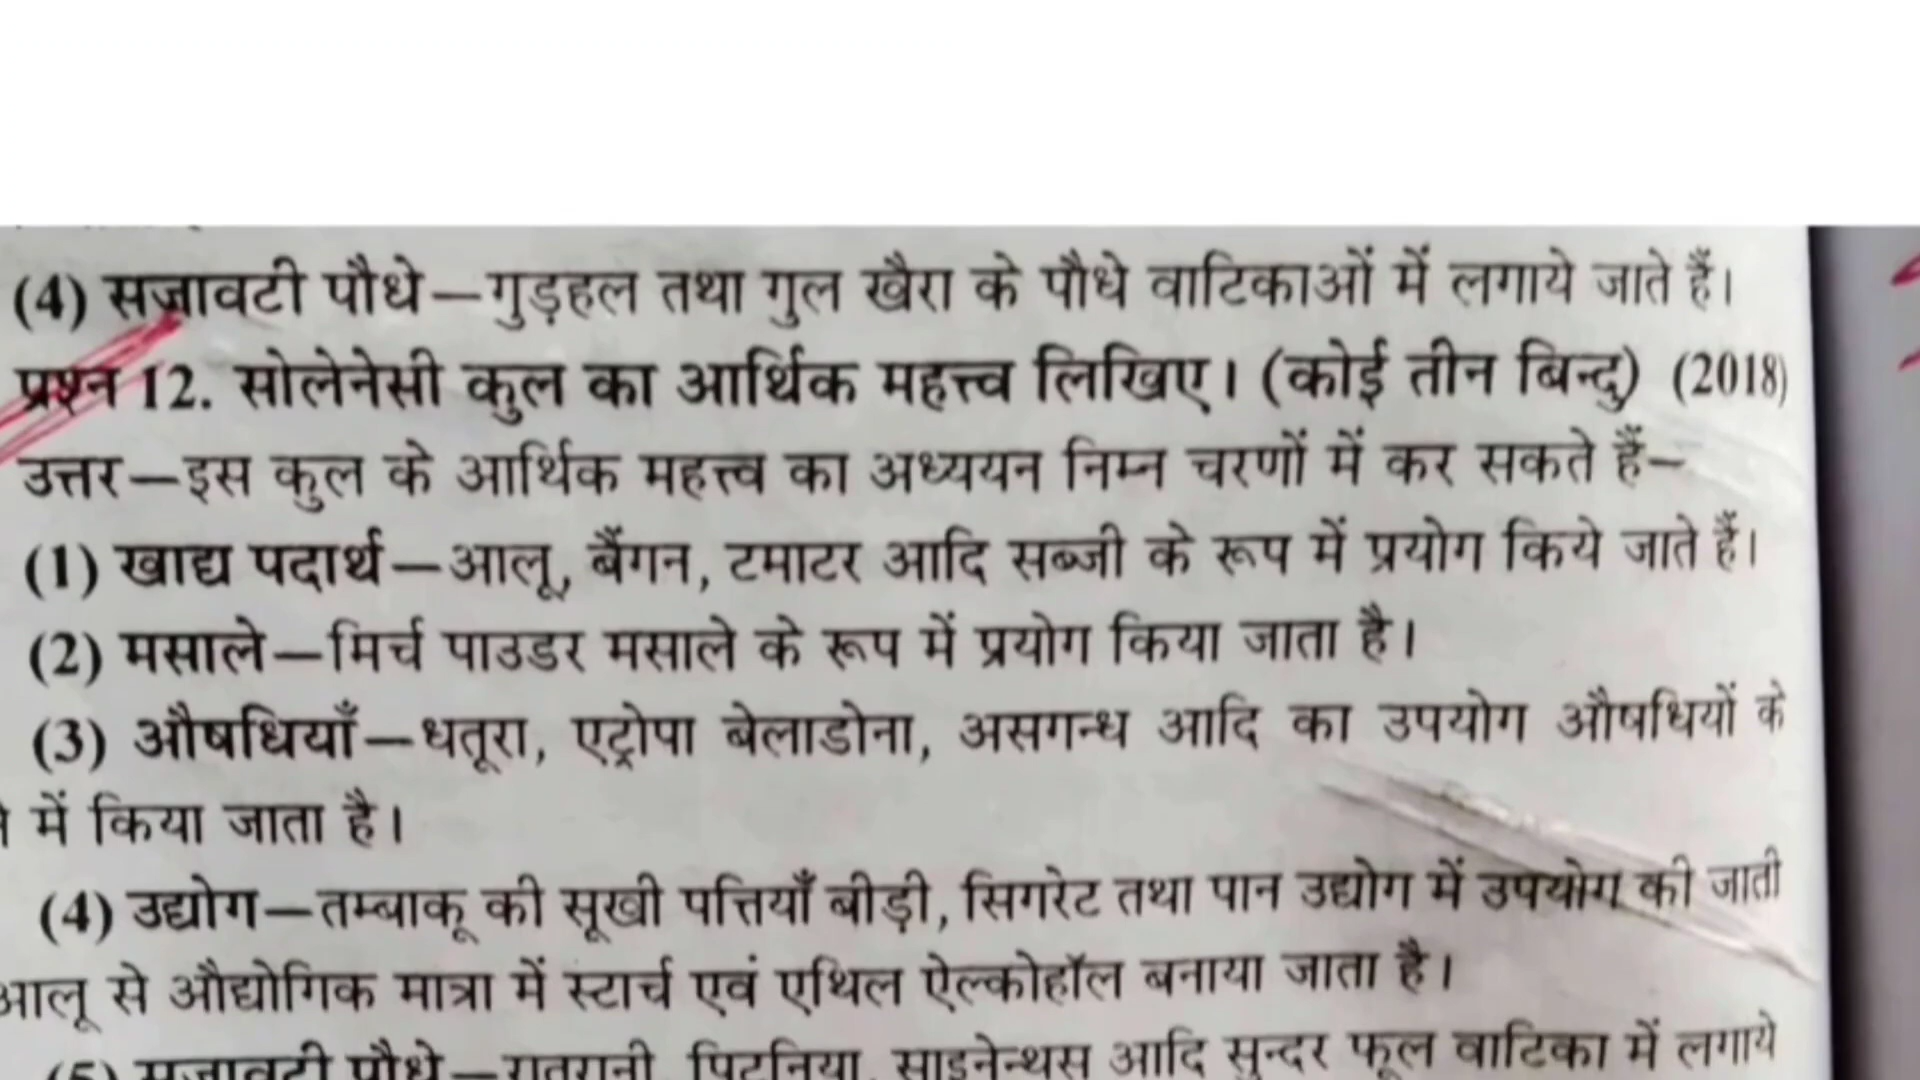 (4) सजावटी पौधे—गुड़हल तथा गुल खैरा के पौधे वाटिकाओं में लगाये जाते हैं।
प्रश्न 12. सोलेनेसी कुल का आर्थिक महत्त्व लिखिए। (कोई तीन बिन्दु) (2018)
उत्तर—इस कुल के आर्थिक महत्त्व का अध्ययन निम्न चरणों में कर सकते हैं—
(1) खाद्य पदार्थ—आलू, बैंगन, टमाटर आदि सब्जी के रूप में प्रयोग किये जाते हैं।
(2) मसाले—मिर्च पाउडर मसाले के रूप में प्रयोग किया जाता है।
(3) औषधियाँ—धतूरा, एट्रोपा बेलाडोना, असगन्ध आदि का उपयोग औषधियों के
में किया जाता है।
(4) उद्योग—तम्बाकू की सूखी पत्तियाँ बीड़ी, सिगरेट तथा पान उद्योग में उपयोग की जाती
आलू से औद्योगिक मात्रा में स्टार्च एवं एथिल ऐल्कोहॉल बनाया जाता है।
(5) सजावटी पौधे—रातरानी, पिटूनिया, साइनेन्थस आदि सुन्दर फूल वाटिका में लगाये